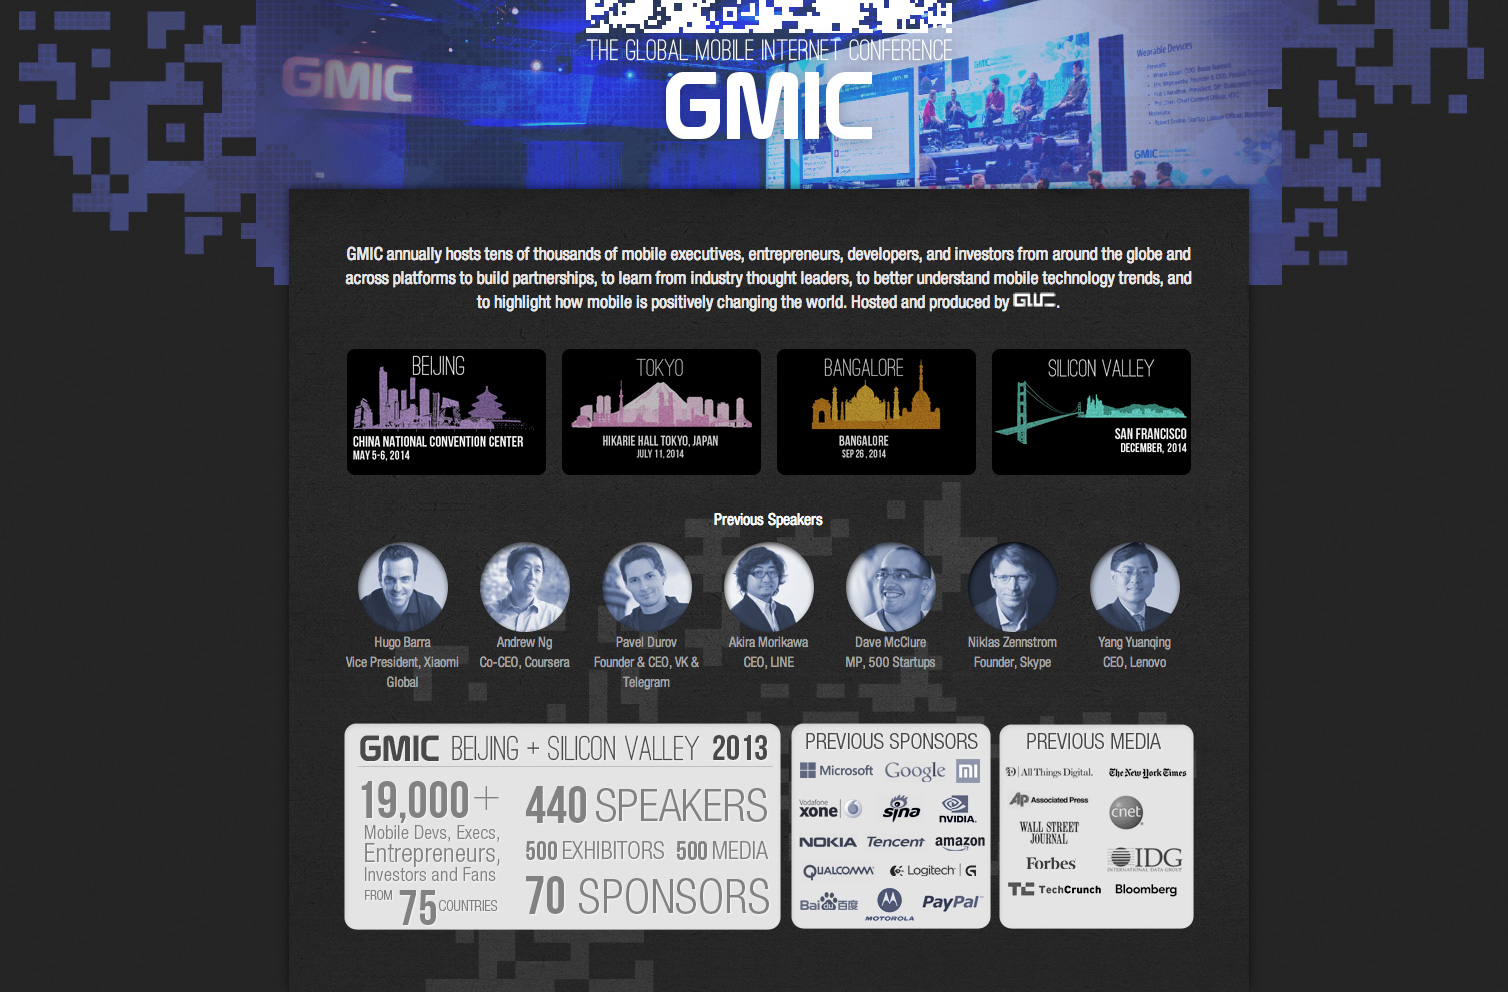 THE GLOBAL MOBILE INTERNET CONFERENCE
GMIC
GMIC
Wearable Devices
GMIC
GMIC
GMIC annually hosts tens of thousands of mobile executives, entrepreneurs, developers, and investors from around the globe and
across platforms to build partnerships, to learn from industry thought leaders, to better understand mobile technology trends, and
to highlight how mobile is positively changing the world. Hosted and produced by GWC.
BEIJING
CHINA NATIONAL CONVENTION CENTER
MAY 5-6, 2014
TOKYO
HIKARIE HALL TOKYO, JAPAN
JULY 11, 2014
BANGALORE
BANGALORE
SEP 26 , 2014
SILICON VALLEY
SAN FRANCISCO
DECEMBER, 2014
Previous Speakers
Hugo Barra
Vice President, Xiaomi
Global
Andrew Ng
Co-CEO, Coursera
Pavel Durov
Founder & CEO, VK &
Telegram
Akira Morikawa
CEO, LINE
Dave McClure
MP, 500 Startups
Niklas Zennstrom
Founder, Skype
Yang Yuanqing
CEO, Lenovo
GMIC BEIJING + SILICON VALLEY 2013
19,000+
Mobile Devs, Execs,
Entrepreneurs,
Investors and Fans
FROM 75 COUNTRIES
440 SPEAKERS
500 EXHIBITORS 500 MEDIA
70 SPONSORS
PREVIOUS SPONSORS
Microsoft Google MI
Vodafone
xone sina NVIDIA.
NOKIA Tencent amazon
QUALCOMM Logitech | G
Bai du 百度 MOTOROLA PayPal
PREVIOUS MEDIA
D | All Things Digital. The New York Times
AP Associated Press
cnet
WALL STREET
JOURNAL
Forbes
IDG
INTERNATIONAL DATA GROUP
TC TechCrunch Bloomberg